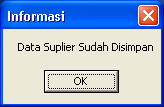 Informasi
Data Suplier Sudah Disimpan
OK